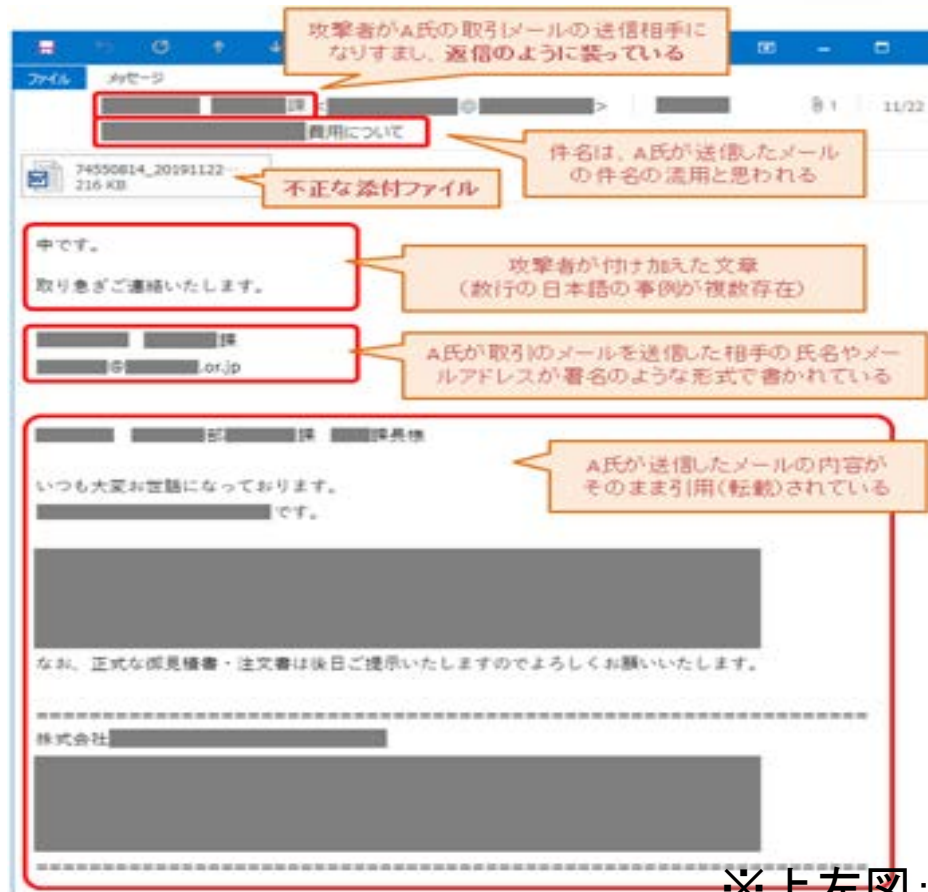 攻撃者がA氏の取引メールの送信相手に
なりすまし、返信のように装っている
ファイル メッセージ
課 < @ > 1 11/22
費用について
件名は、A氏が送信したメール
の件名の流用と思われる
74550814_20191122…
216 KB
不正な添付ファイル
中です。
取り急ぎご連絡いたします。
攻撃者が付け加えた文章
(数行の日本語の事例が複数存在)
課
@ .or.jp
A氏が取引のメールを送信した相手の氏名やメー
ルアドレスが署名のような形式で書かれている
部 課 課長様
A氏が送信したメールの内容が
そのまま引用(転載)されている
いつも大変お世話になっております。
です。
なお、正式な御見積書・注文書は後日ご提示いたしますのでよろしくお願いいたします。
株式会社
※上左図: